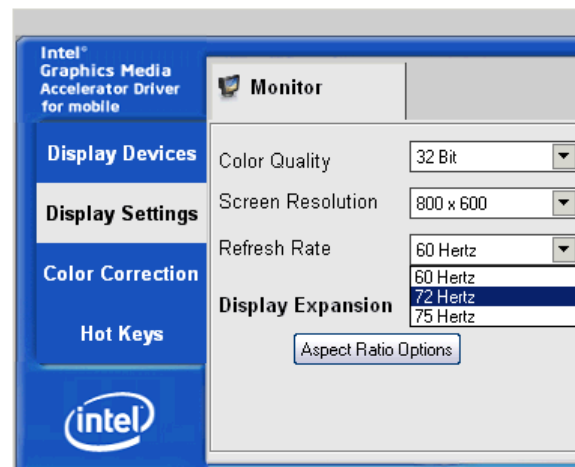 Intel®
Graphics Media
Accelerator Driver
for mobile
Monitor
Display Devices
Display Settings
Color Correction
Hot Keys
Color Quality
32 Bit
Screen Resolution
800 x 600
Refresh Rate
60 Hertz
60 Hertz
72 Hertz
75 Hertz
Display Expansion
Aspect Ratio Options
intel